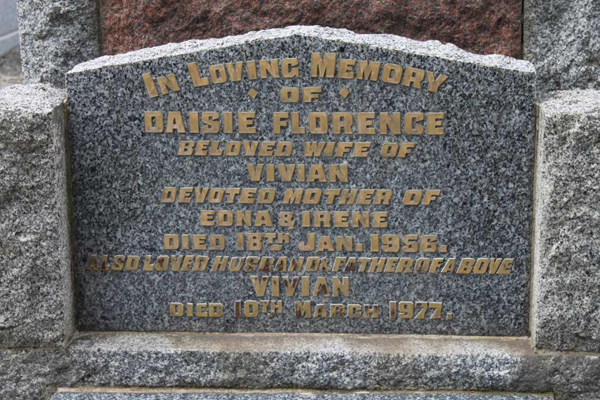 In Loving Memory
of
DAISIE FLORENCE
BELOVED WIFE OF
VIVIAN
DEVOTED MOTHER OF
EDNA & IRENE
DIED 18TH JAN. 1956.
ALSO LOVED HUSBAND & FATHER OF ABOVE
VIVIAN
DIED 10TH MARCH 1977.